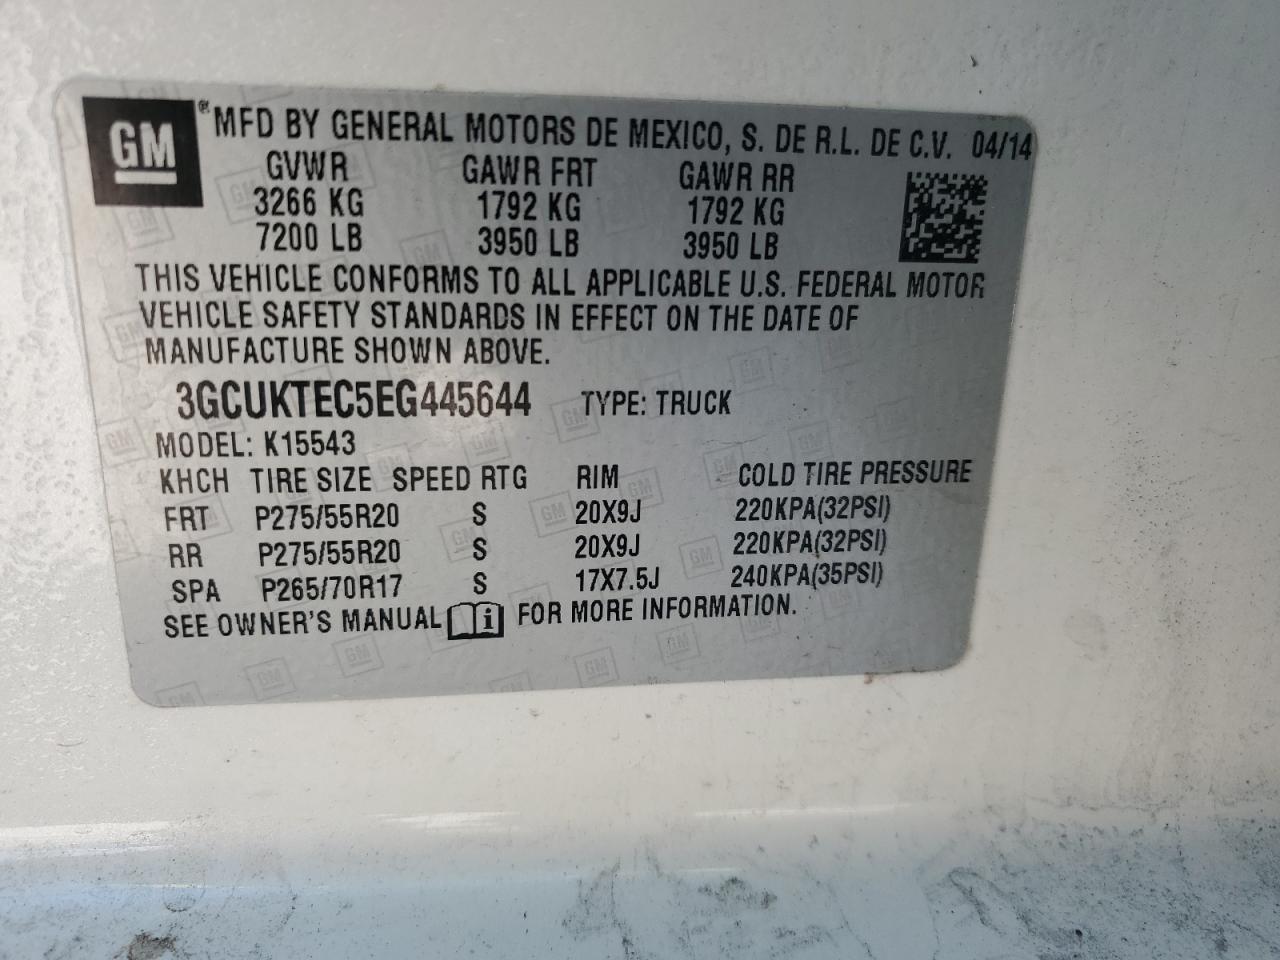 GM ® MFD BY GENERAL MOTORS DE MEXICO, S. DE R.L. DE C.V. 04/14
GVWR GAWR FRT GAWR RR
3266 KG 1792 KG 1792 KG
7200 LB 3950 LB 3950 LB
THIS VEHICLE CONFORMS TO ALL APPLICABLE U.S. FEDERAL MOTOR
VEHICLE SAFETY STANDARDS IN EFFECT ON THE DATE OF
MANUFACTURE SHOWN ABOVE.
3GCUKTEC5EG445644 TYPE: TRUCK
MODEL: K15543
KHCH TIRE SIZE SPEED RTG RIM COLD TIRE PRESSURE
FRT P275/55R20 S 20X9J 220KPA(32PSI)
RR P275/55R20 S 20X9J 220KPA(32PSI)
SPA P265/70R17 S 17X7.5J 240KPA(35PSI)
SEE OWNER'S MANUAL i FOR MORE INFORMATION.